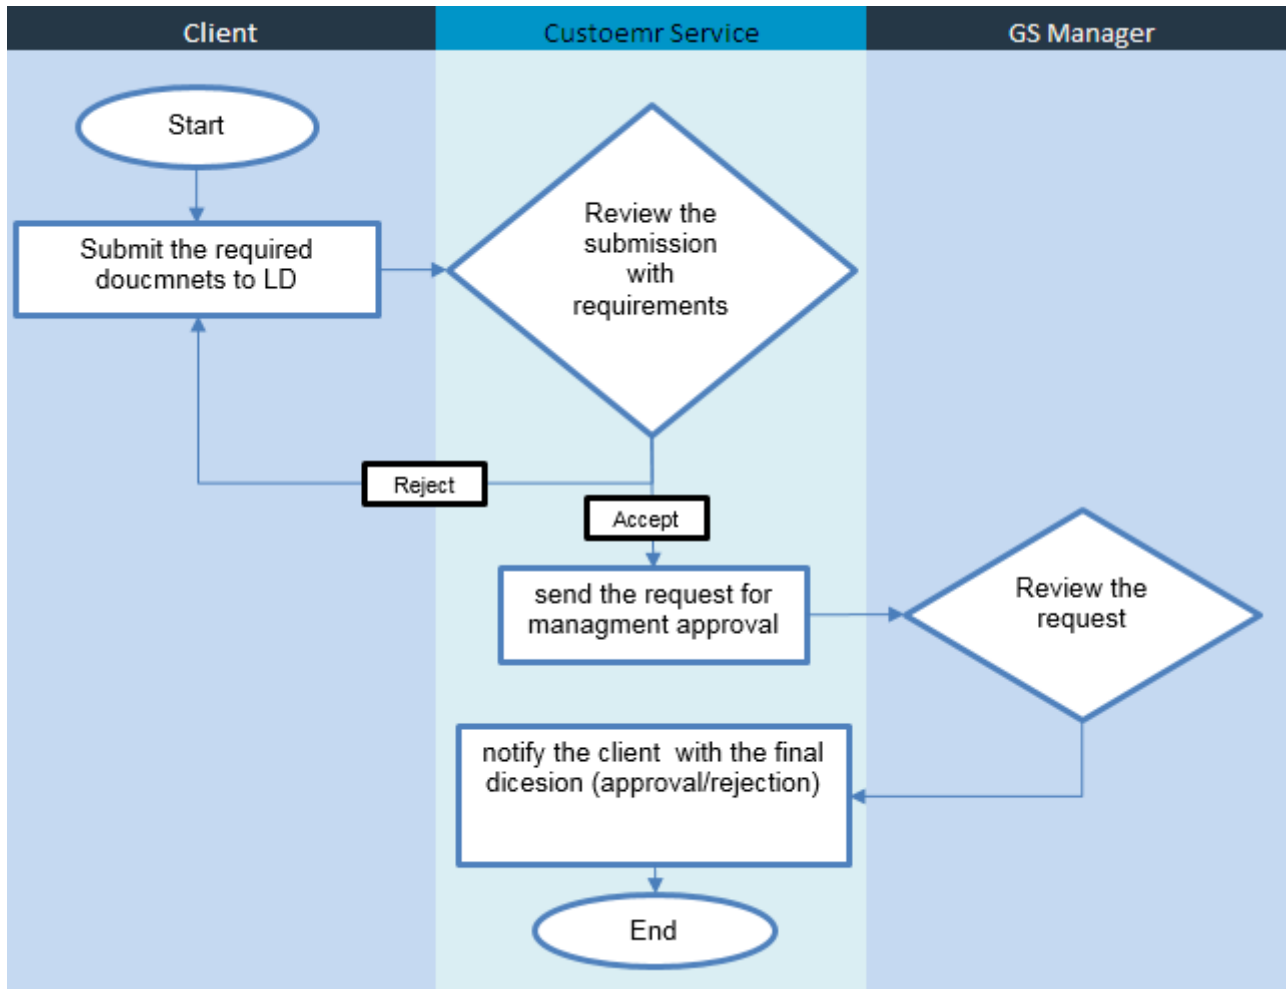 Client
Custoemr Service
GS Manager
Start
Submit the required
doucmnets to LD
Review the
submission
with
requirements
Reject
Accept
send the request for
managment approval
Review the
request
notify the client  with the final
dicesion (approval/rejection)
End